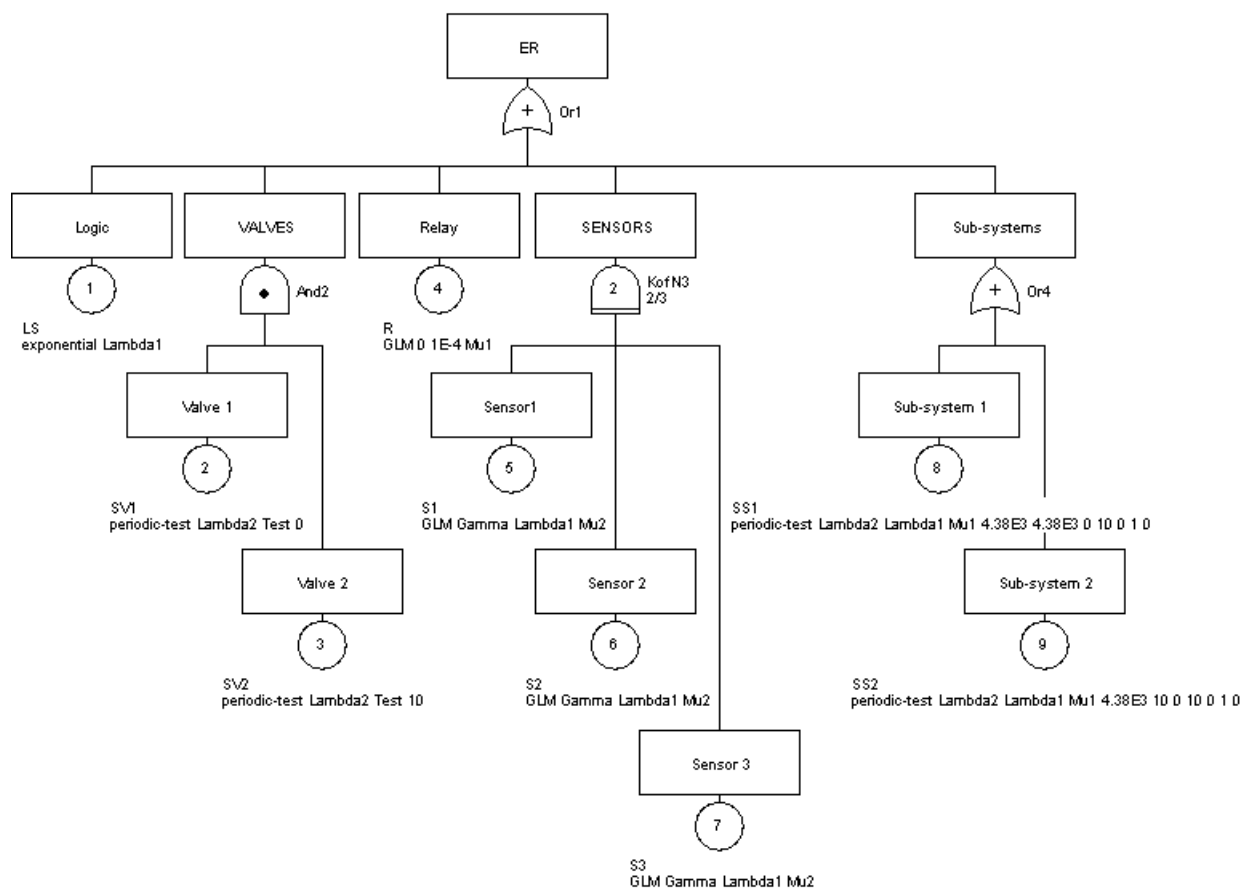 ER
+
Or1
Logic
VALVES
Relay
SENSORS
Sub-systems
1
And2
4
2
KofN3
2/3
+
Or4
LS
exponential Lambda1
R
GLM 0 1E-4 Mu1
Valve 1
Sensor1
Sub-system 1
2
5
8
SV1
periodic-test Lambda2 Test 0
S1
GLM Gamma Lambda1 Mu2
SS1
periodic-test Lambda2 Lambda1 Mu1 4.38E3 4.38E3 0 10 0 1 0
Valve 2
Sensor 2
Sub-system 2
3
6
9
SV2
periodic-test Lambda2 Test 10
S2
GLM Gamma Lambda1 Mu2
SS2
periodic-test Lambda2 Lambda1 Mu1 4.38E3 10 0 10 0 1 0
Sensor 3
7
S3
GLM Gamma Lambda1 Mu2